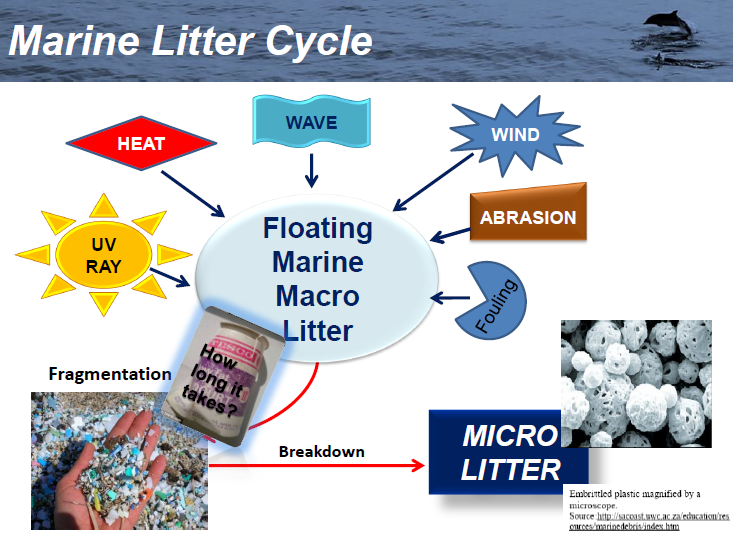 Marine Litter Cycle
HEAT
WAVE
WIND
UV
RAY
ABRASION
Floating
Marine
Macro
Litter
Fouling
How
long it
takes?
Fragmentation
Breakdown
MICRO
LITTER
Embrittled plastic magnified by a
microscope.
Source:http://sacoast.uwc.ac.za/education/res
ources/marinedebris/index.htm